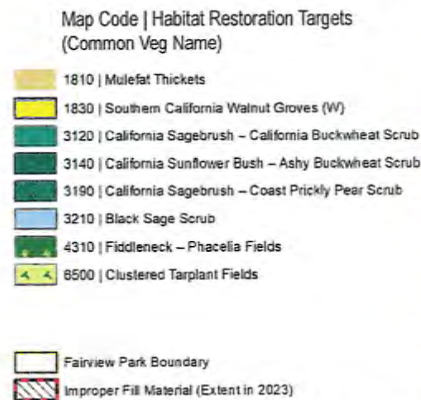 Map Code | Habitat Restoration Targets
(Common Veg Name)
1810 | Mulefat Thickets
1830 | Southern California Walnut Groves (W)
3120 | California Sagebrush – California Buckwheat Scrub
3140 | California Sunflower Bush – Ashy Buckwheat Scrub
3190 | California Sagebrush – Coast Prickly Pear Scrub
3210 | Black Sage Scrub
4310 | Fiddleneck – Phacelia Fields
6500 | Clustered Tarplant Fields
Fairview Park Boundary
Improper Fill Material (Extent in 2023)